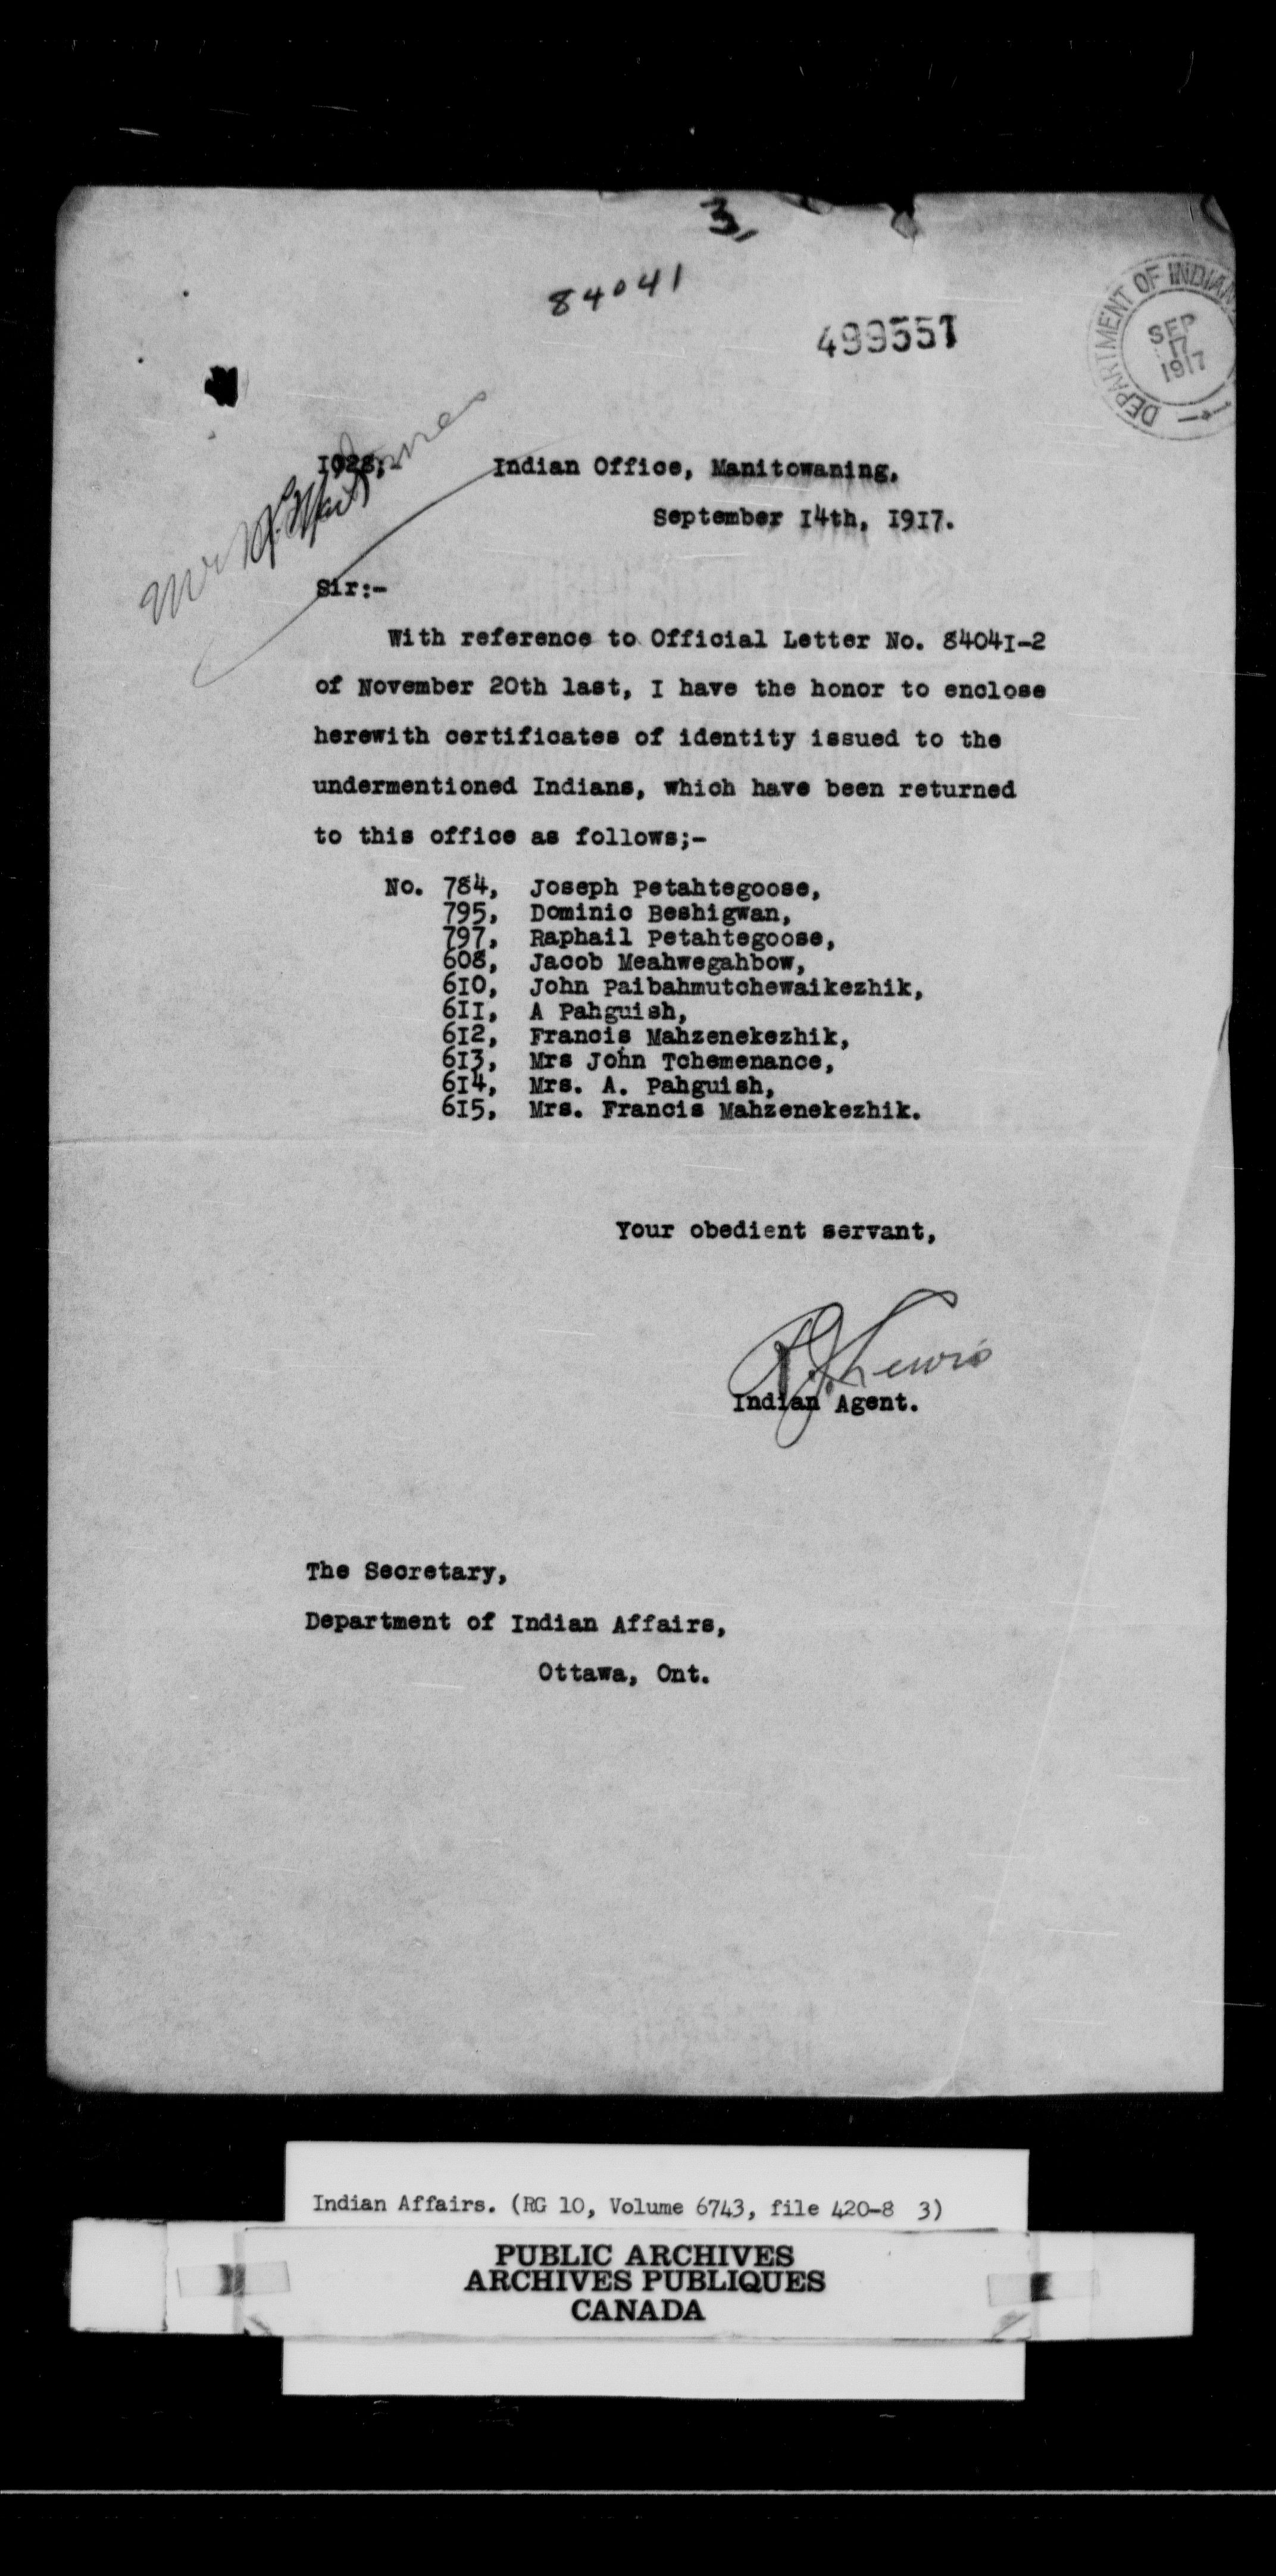 3
84041
499557
DEPARTMENT OF INDIAN
SEP
17
1917
1028,-
Indian Office, Manitowaning,
September 14th, 1917.
Mr
Sir:-
With reference to Official Letter No. 84041-2
of November 20th last, I have the honor to enclose
herewith certificates of identity issued to the
undermentioned Indians, which have been returned
to this office as follows;-
No. 784, Joseph Petahtegoose,
795, Dominic Beshigwan,
797, Raphail Petahtegoose,
608, Jacob Meahwegahbow,
610, John Paibahmutchewaikezhik,
611, A Pahguish,
612, Francis Mahzenekezhik,
613, Mrs John Tchemenance,
614, Mrs. A. Pahguish,
615, Mrs. Francis Mahzenekezhik.
Your obedient servant,
R.J. Lewis
Indian Agent.
The Secretary,
Department of Indian Affairs,
Ottawa, Ont.
Indian Affairs. (RG 10, Volume 6743, file 420-8 3)
PUBLIC ARCHIVES
ARCHIVES PUBLIQUES
CANADA